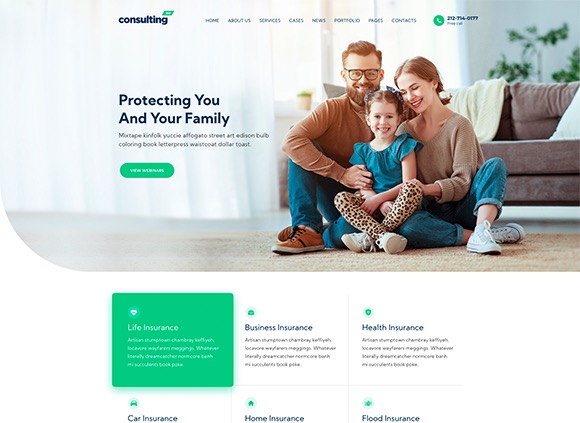 consulting
HOME ABOUT US SERVICES CASES NEWS PORTFOLIO PAGES CONTACTS
212-714-0177
Free call
Protecting You
And Your Family
Mixtape kinfolk yuccie affogato street art edison bulb
coloring book letterpress waistcoat dollar toast.
VIEW WEBINARS
Life Insurance
Artisan stumptown chambray keffiyeh,
locavore wayfarers meggings. Whatever
literally dreamcatcher normcore banh
mi succulents book poke.
Business Insurance
Artisan stumptown chambray keffiyeh,
locavore wayfarers meggings. Whatever
literally dreamcatcher normcore banh
mi succulents book poke.
Health Insurance
Artisan stumptown chambray keffiyeh,
locavore wayfarers meggings. Whatever
literally dreamcatcher normcore banh
mi succulents book poke.
Car Insurance
Home Insurance
Flood Insurance